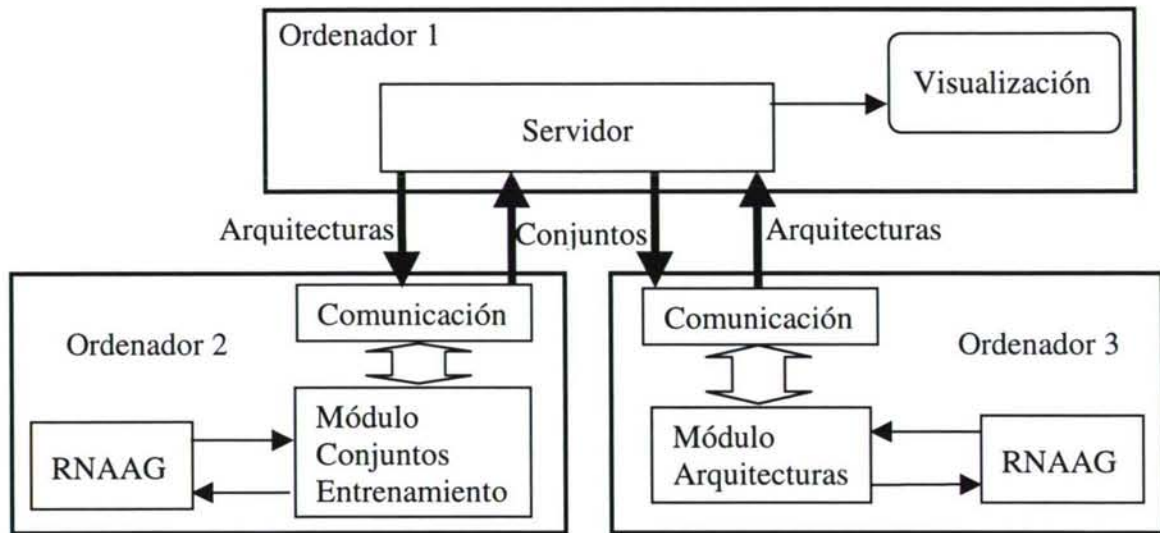 Ordenador 1
Visualización
Servidor
Arquitecturas
Conjuntos
Arquitecturas
Comunicación
Ordenador 2
RNAAG
Módulo
Conjuntos
Entrenamiento
Comunicación
Ordenador 3
Módulo
Arquitecturas
RNAAG